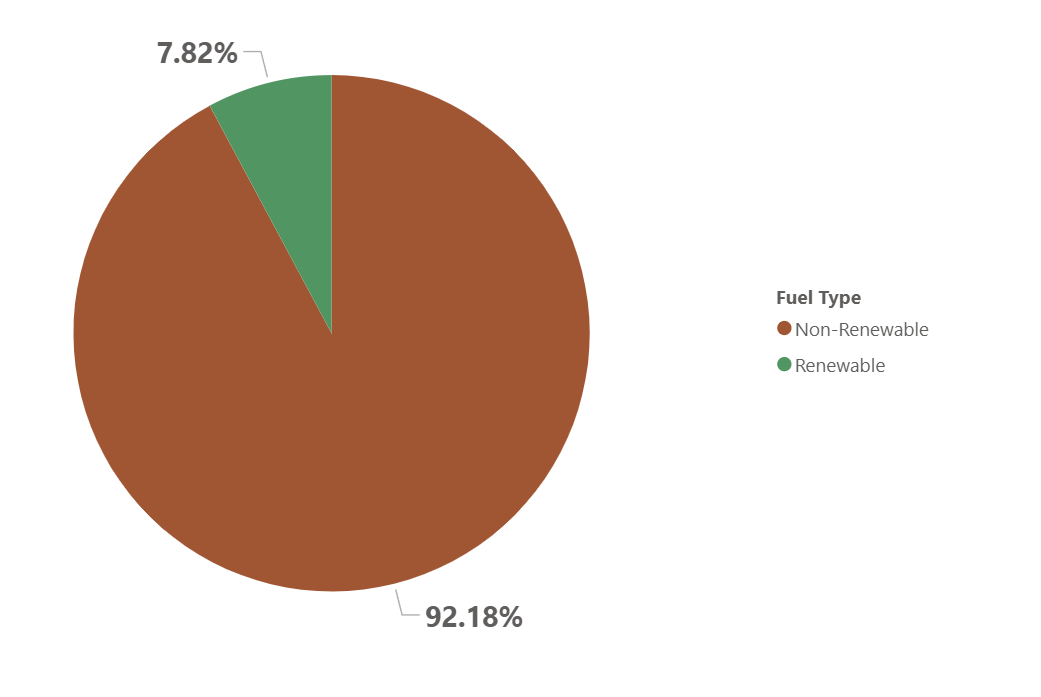 7.82%
Fuel Type
Non-Renewable
Renewable
92.18%